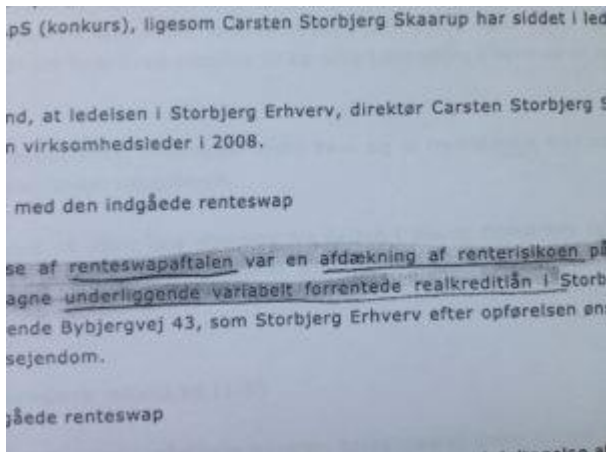 ApS (konkurs), ligesom Carsten Storbjerg Skaarup har siddet i led
nd, at ledelsen i Storbjerg Erhverv, direktør Carsten Storbjerg S
n virksomhedsleder i 2008.
med den indgåede renteswap
se af renteswapaftalen var en afdækning af renterisikoen på
agne underliggende variabelt forrentede realkreditlån i Storb
ende Bybjergvej 43, som Storbjerg Erhverv efter opførelsen øns
sejendom.
gåede renteswap